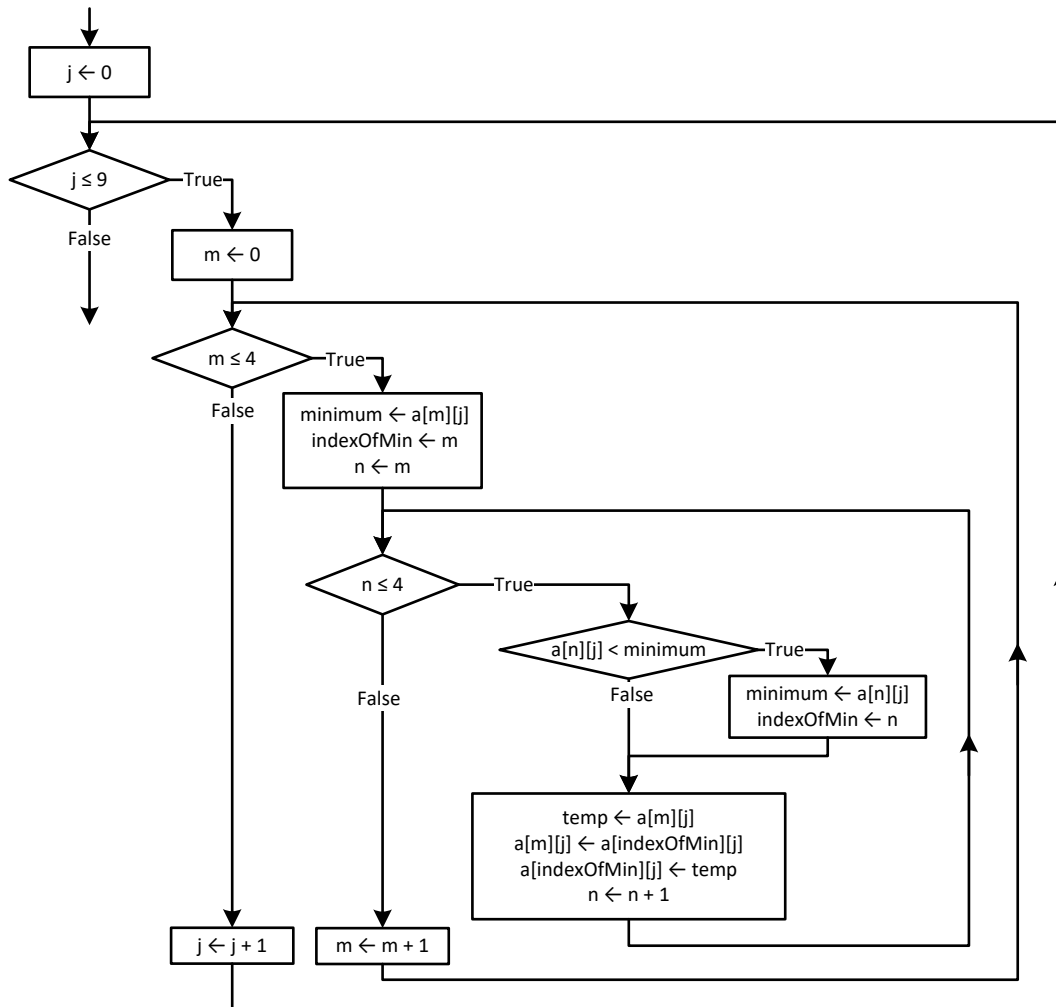 j ← 0
j ≤ 9
True
False
m ← 0
m ≤ 4
True
False
minimum ← a[m][j]
indexOfMin ← m
n ← m
n ≤ 4
True
a[n][j] < minimum
True
False
minimum ← a[n][j]
indexOfMin ← n
False
temp ← a[m][j]
a[m][j] ← a[indexOfMin][j]
a[indexOfMin][j] ← temp
n ← n + 1
j ← j + 1
m ← m + 1